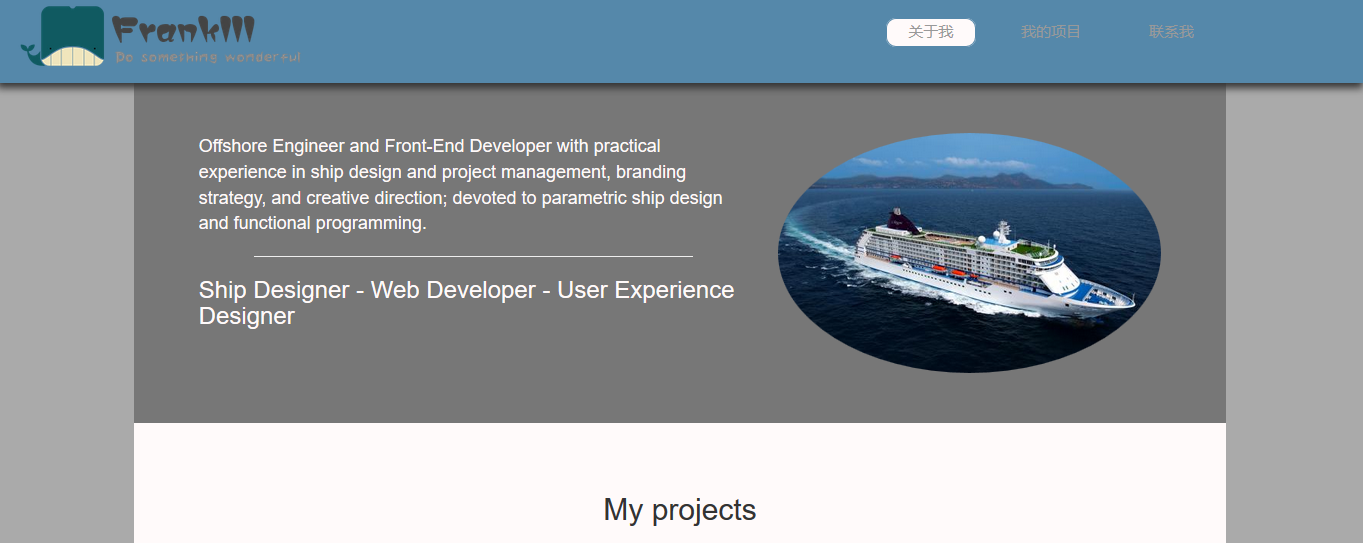 Franklll
Do something wonderful
关于我
我的项目
联系我
Offshore Engineer and Front-End Developer with practical
experience in ship design and project management, branding
strategy, and creative direction; devoted to parametric ship design
and functional programming.
Ship Designer - Web Developer - User Experience
Designer
My projects